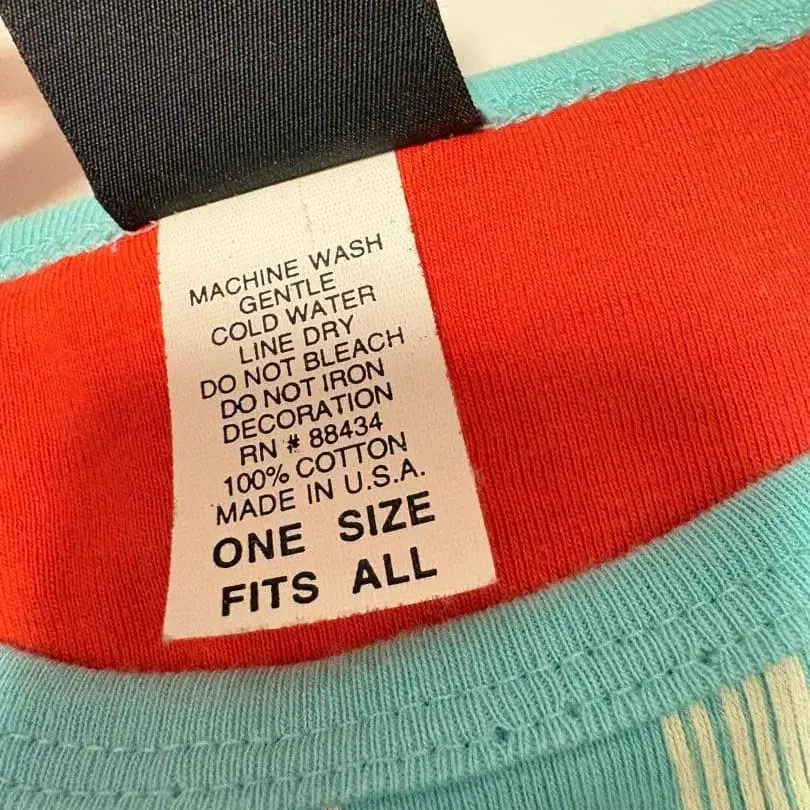 MACHINE WASH
GENTLE
COLD WATER
LINE DRY
DO NOT BLEACH
DO NOT IRON
DECORATION
RN # 88434
100% COTTON
MADE IN U.S.A.
ONE SIZE
FITS ALL